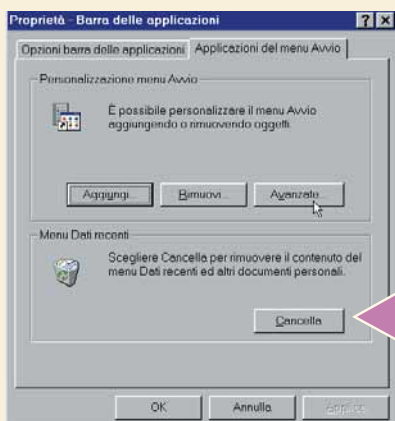 Proprietà - Barra delle applicazioni
Opzioni barra delle applicazioni
Applicazioni del menu Avvio
Personalizzazione menu Avvio
È possibile personalizzare il menu Avvio
aggiungendo o rimuovendo oggetti.
Aggiungi...
Rimuovi...
Avanzate...
Menu Dati recenti
Scegliere Cancella per rimuovere il contenuto del
menu Dati recenti ed altri documenti personali.
Cancella
OK
Annulla
Applica